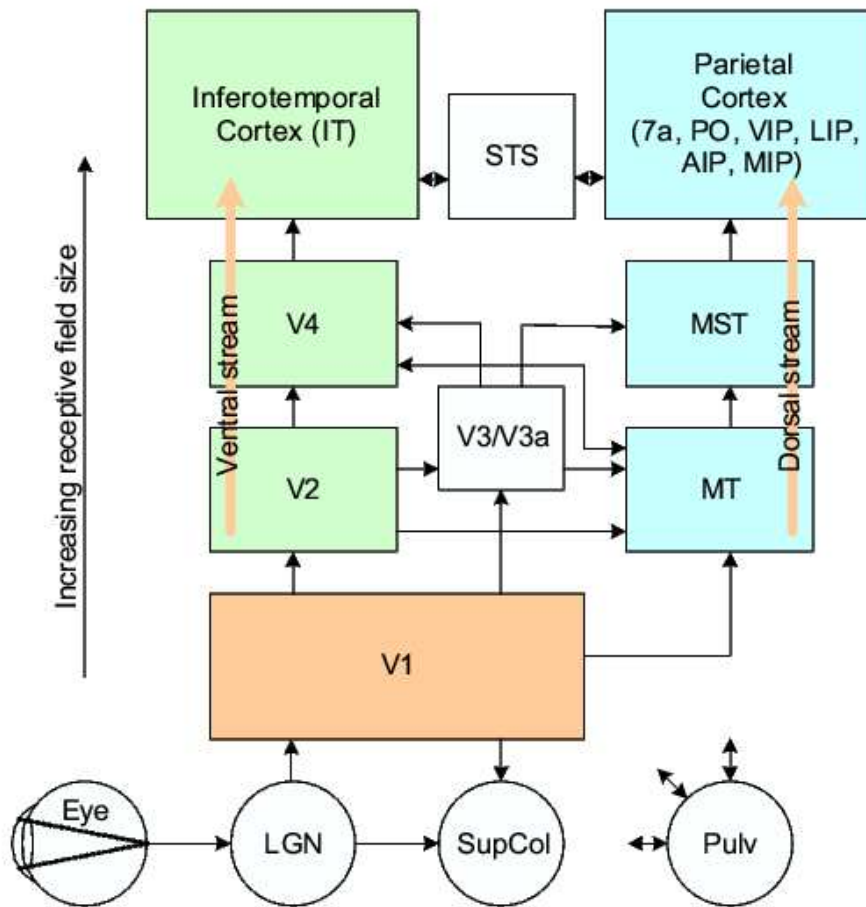 Inferotemporal
Cortex (IT)
STS
Parietal
Cortex
(7a, PO, VIP, LIP,
AIP, MIP)
Increasing receptive field size
Ventral stream
V4
MST
Dorsal stream
V3/V3a
V2
MT
V1
Eye
LGN
SupCol
Pulv